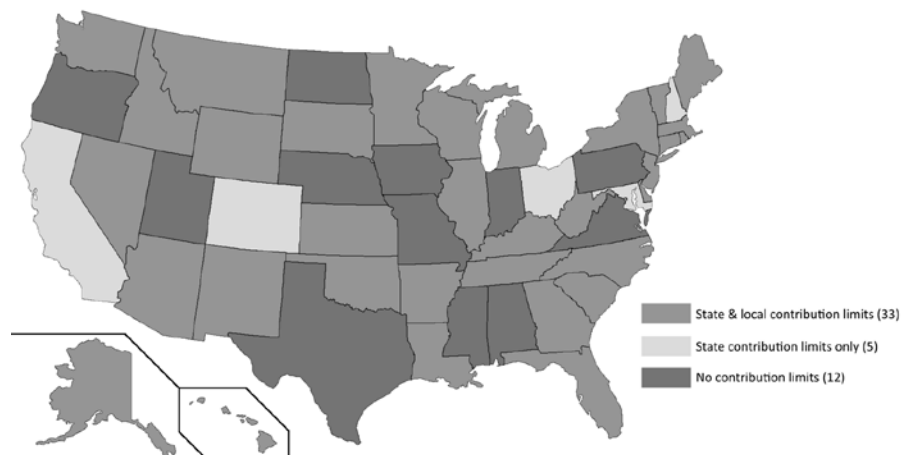 State & local contribution limits (33)
State contribution limits only (5)
No contribution limits (12)